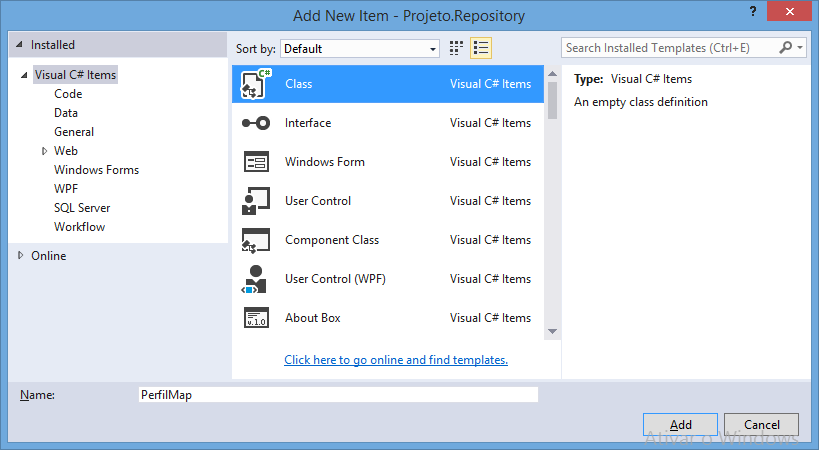 Add New Item - Projeto.Repository
?
Installed
Visual C# Items
Code
Data
General
Web
Windows Forms
WPF
SQL Server
Workflow
Online
Sort by: Default
C#
Class Visual C# Items
Interface Visual C# Items
Windows Form Visual C# Items
User Control Visual C# Items
Component Class Visual C# Items
User Control (WPF) Visual C# Items
v.1.0
About Box Visual C# Items
Click here to go online and find templates.
Search Installed Templates (Ctrl+E)
Type: Visual C# Items
An empty class definition
Name: PerfilMap
Add Cancel